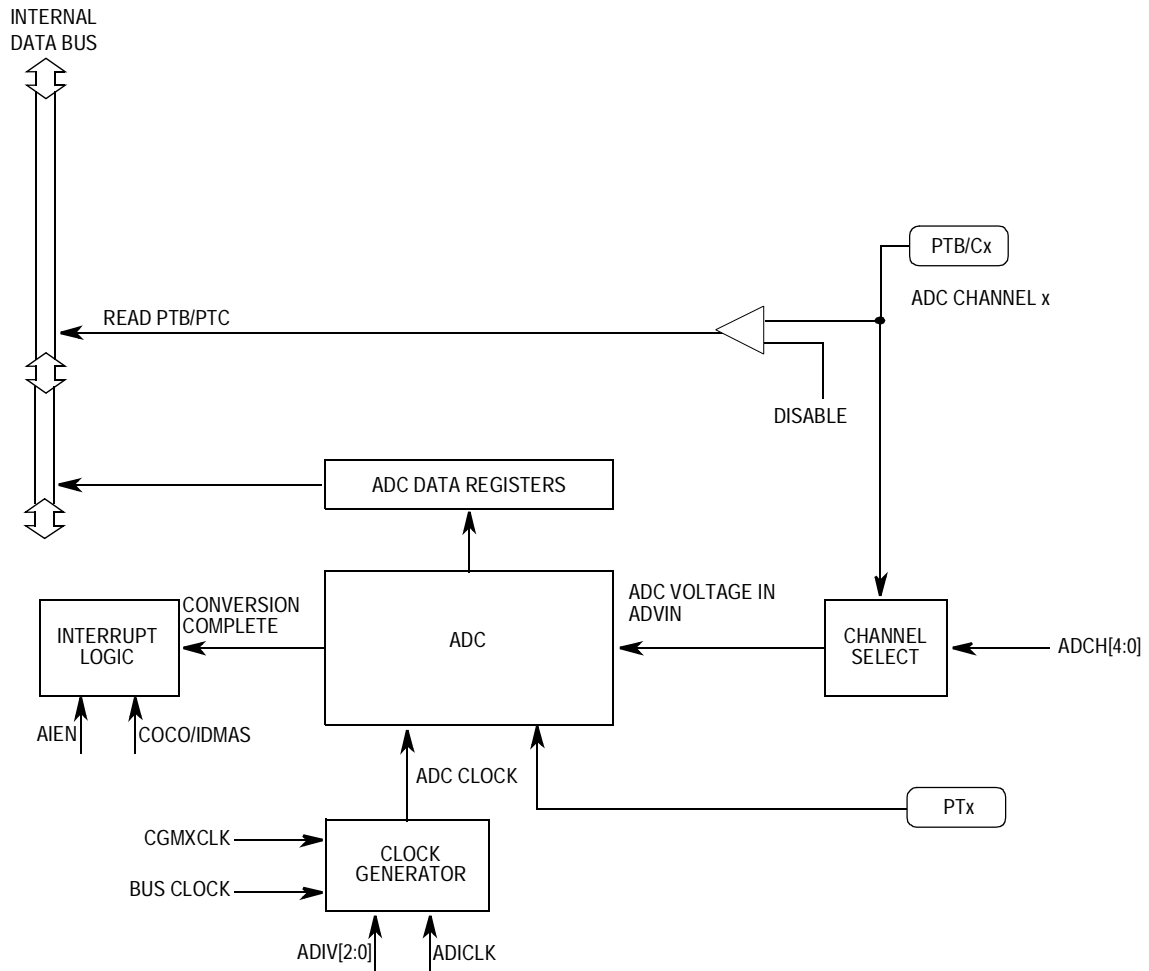 INTERNAL
DATA BUS
PTB/Cx
ADC CHANNEL x
READ PTB/PTC
DISABLE
ADC DATA REGISTERS
INTERRUPT
LOGIC
CONVERSION
COMPLETE
ADC
ADC VOLTAGE IN
ADVIN
CHANNEL
SELECT
ADCH[4:0]
AIEN
COCO/IDMAS
ADC CLOCK
PTx
CGMXCLK
BUS CLOCK
CLOCK
GENERATOR
ADIV[2:0]
ADICLK